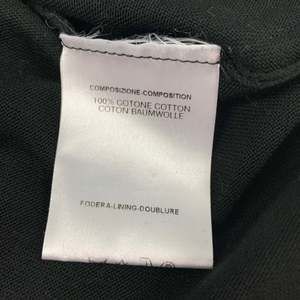 COMPOSIZIONE-COMPOSITION
100% COTONE COTTON
COTON BAUMWOLLE
FODERA-LINING-DOUBLURE